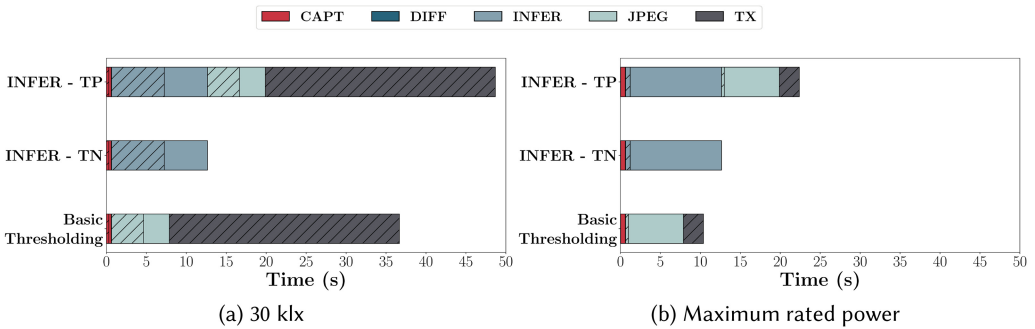 CAPT DIFF INFER JPEG TX
INFER - TP
INFER - TN
Basic
Thresholding
0 5 10 15 20 25 30 35 40 45 50
Time (s)
(a) 30 klx
INFER - TP
INFER - TN
Basic
Thresholding
0 5 10 15 20 25 30 35 40 45 50
Time (s)
(b) Maximum rated power